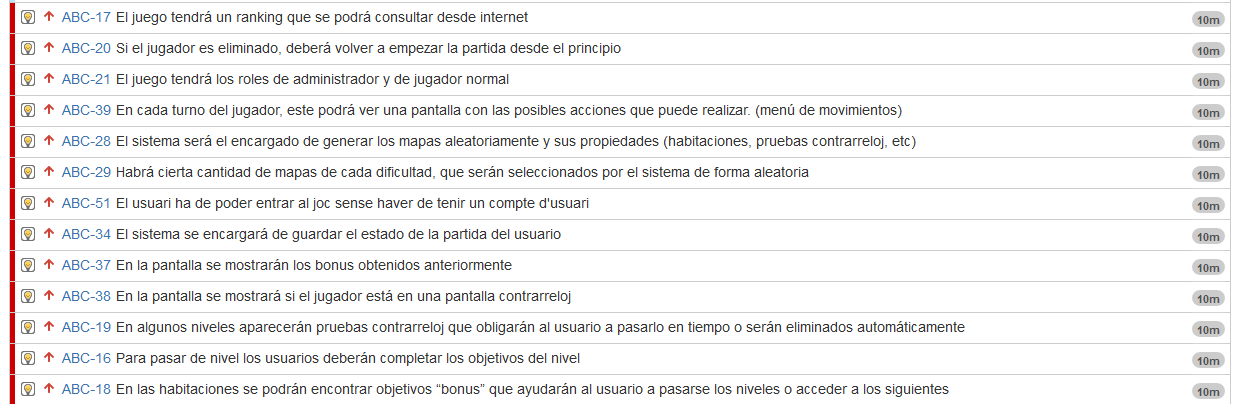 ABC-17 El juego tendrá un ranking que se podrá consultar desde internet 10m
ABC-20 Si el jugador es eliminado, deberá volver a empezar la partida desde el principio 10m
ABC-21 El juego tendrá los roles de administrador y de jugador normal 10m
ABC-39 En cada turno del jugador, este podrá ver una pantalla con las posibles acciones que puede realizar. (menú de movimientos) 10m
ABC-28 El sistema será el encargado de generar los mapas aleatoriamente y sus propiedades (habitaciones, pruebas contrarreloj, etc) 10m
ABC-29 Habrá cierta cantidad de mapas de cada dificultad, que serán seleccionados por el sistema de forma aleatoria 10m
ABC-51 El usuari ha de poder entrar al joc sense haver de tenir un compte d'usuari 10m
ABC-34 El sistema se encargará de guardar el estado de la partida del usuario 10m
ABC-37 En la pantalla se mostrarán los bonus obtenidos anteriormente 10m
ABC-38 En la pantalla se mostrará si el jugador está en una pantalla contrarreloj 10m
ABC-19 En algunos niveles aparecerán pruebas contrarreloj que obligarán al usuario a pasarlo en tiempo o serán eliminados automáticamente 10m
ABC-16 Para pasar de nivel los usuarios deberán completar los objetivos del nivel 10m
ABC-18 En las habitaciones se podrán encontrar objetivos “bonus” que ayudarán al usuario a pasarse los niveles o acceder a los siguientes 10m